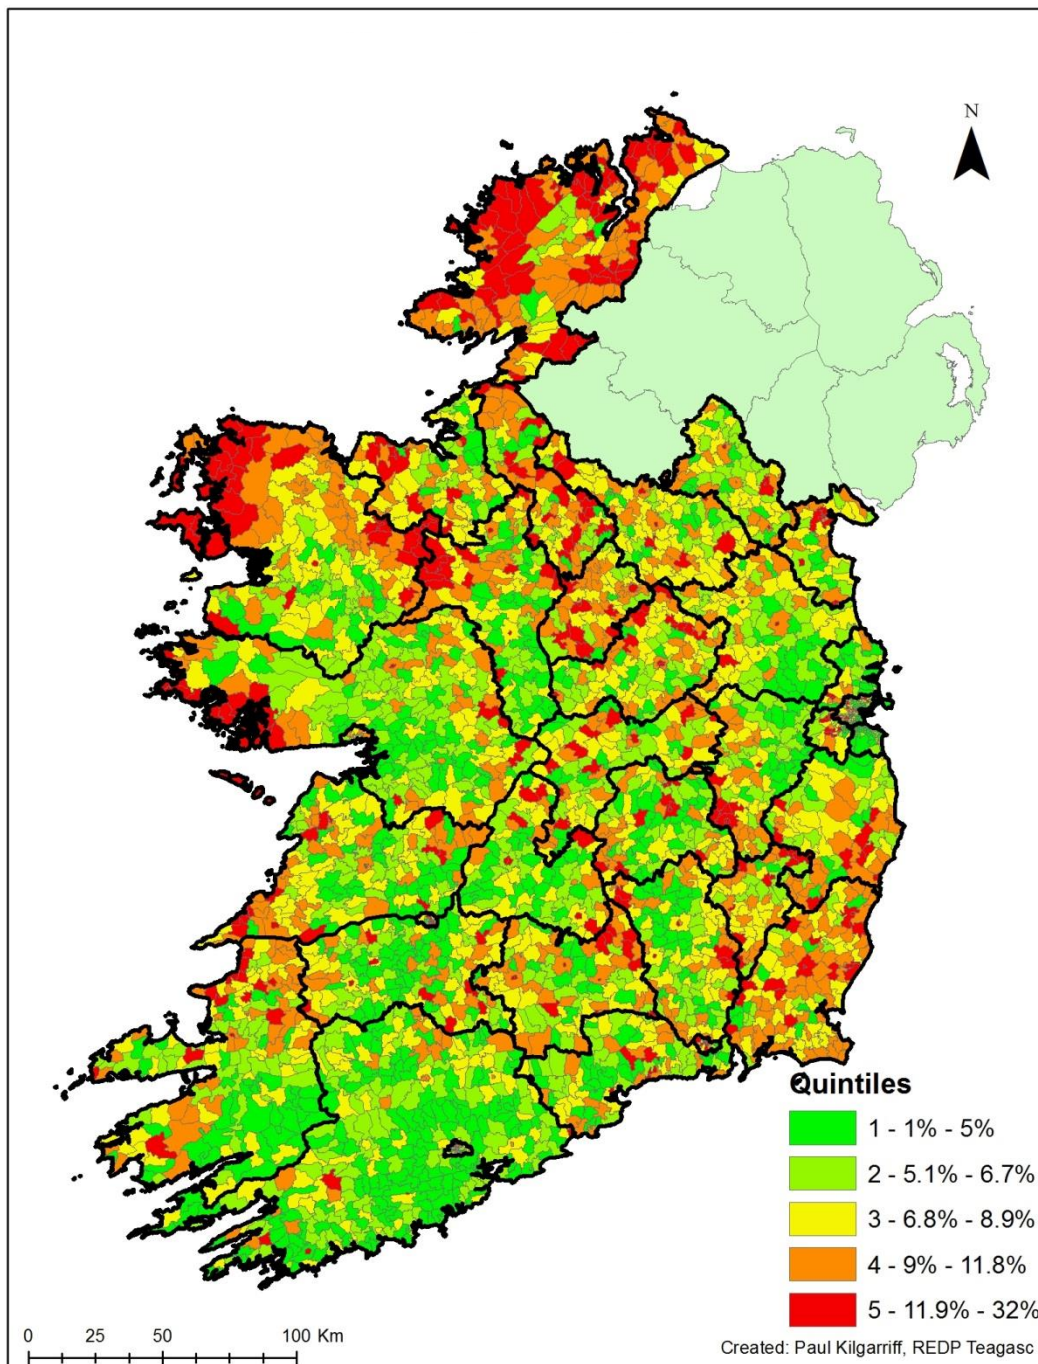 N
Quintiles
1 - 1% - 5%
2 - 5.1% - 6.7%
3 - 6.8% - 8.9%
4 - 9% - 11.8%
5 - 11.9% - 32%
0 25 50 100 Km
Created: Paul Kilgarriff, REDP Teagasc